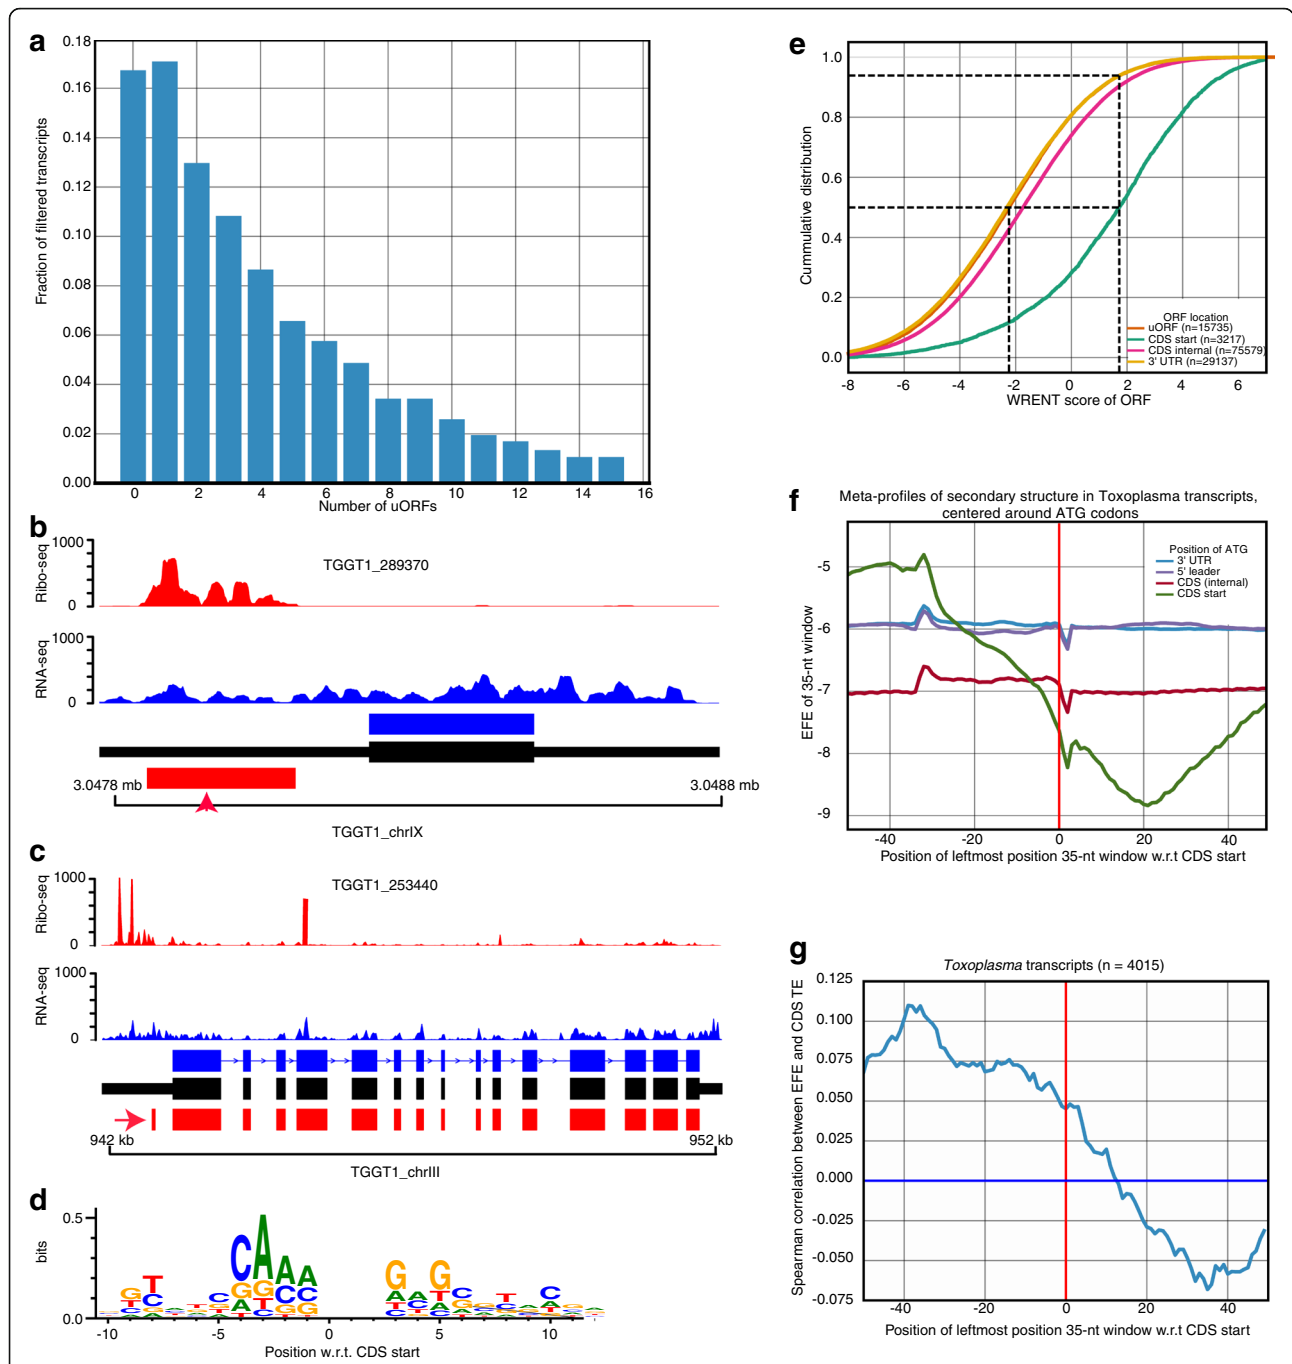 a
0.18
0.16
0.14
0.12
0.10
0.08
0.06
0.04
0.02
0.00
Fraction of filtered transcripts
0 2 4 6 8 10 12 14 16
Number of uORFs
b
Ribo-seq
1000
0
TGGT1_289370
RNA-seq
1000
0
3.0478 mb
3.0488 mb
TGGT1_chrIX
c
Ribo-seq
1000
0
TGGT1_253440
RNA-seq
1000
0
942 kb
952 kb
TGGT1_chrIII
d
bits
0.5
0.0
-10 -5 0 5 10
Position w.r.t. CDS start
e
Cummulative distribution
1.0
0.8
0.6
0.4
0.2
0.0
ORF location
uORF (n=15735)
CDS start (n=3217)
CDS internal (n=75579)
3' UTR (n=29137)
-8 -6 -4 -2 0 2 4 6
WRENT score of ORF
f
Meta-profiles of secondary structure in Toxoplasma transcripts,
centered around ATG codons
EFE of 35-nt window
-5
-6
-7
-8
-9
Position of ATG
3' UTR
5' leader
CDS (internal)
CDS start
-40 -20 0 20 40
Position of leftmost position 35-nt window w.r.t CDS start
g
Toxoplasma transcripts (n = 4015)
Spearman correlation between EFE and CDS TE
0.125
0.100
0.075
0.050
0.025
0.000
-0.025
-0.050
-0.075
-40 -20 0 20 40
Position of leftmost position 35-nt window w.r.t CDS start